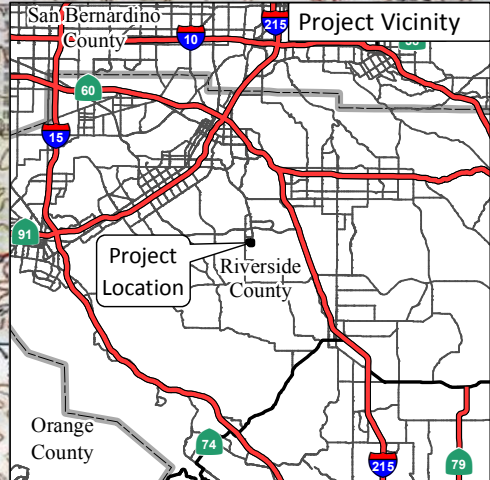 San Bernardino
County
215
Project Vicinity
10
60
15
91
Project
Location
Riverside
County
Orange
County
74
215
79